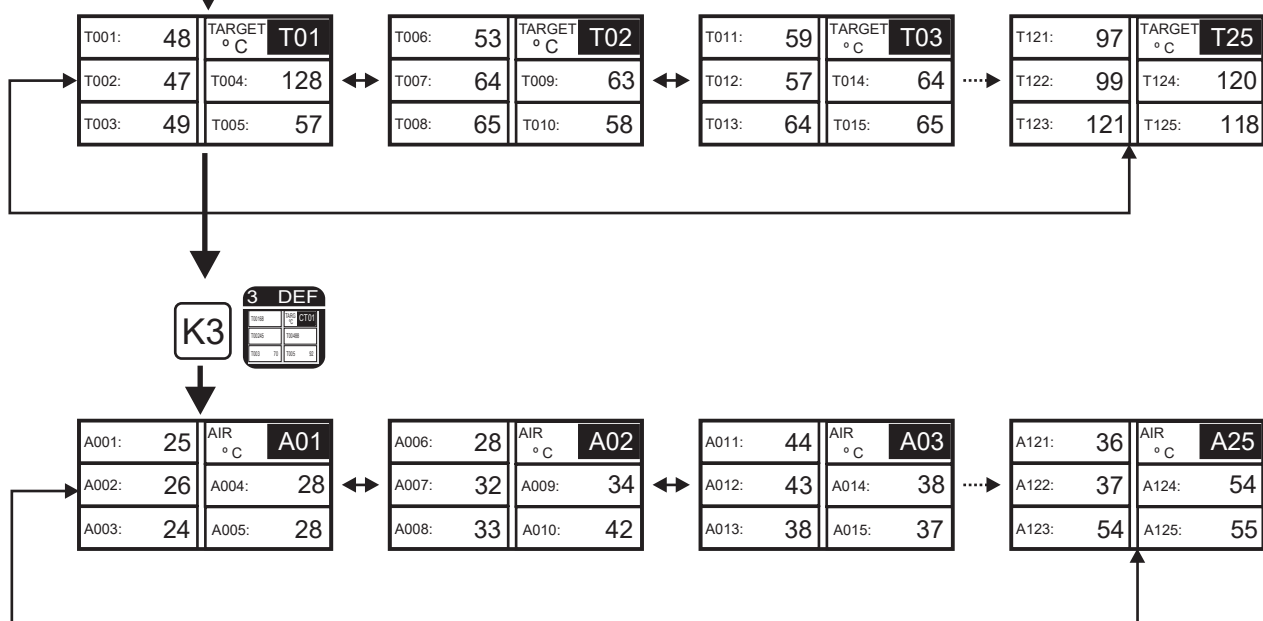 T001: 48 TARGET º C T01
T002: 47 T004: 128
T003: 49 T005: 57
T006: 53 TARGET º C T02
T007: 64 T009: 63
T008: 65 T010: 58
T011: 59 TARGET º C T03
T012: 57 T014: 64
T013: 64 T015: 65
T121: 97 TARGET º C T25
T122: 99 T124: 120
T123: 121 T125: 118
K3
3 DEF
CT01
T003 70 T005 92
A001: 25 AIR º C A01
A002: 26 A004: 28
A003: 24 A005: 28
A006: 28 AIR º C A02
A007: 32 A009: 34
A008: 33 A010: 42
A011: 44 AIR º C A03
A012: 43 A014: 38
A013: 38 A015: 37
A121: 36 AIR º C A25
A122: 37 A124: 54
A123: 54 A125: 55